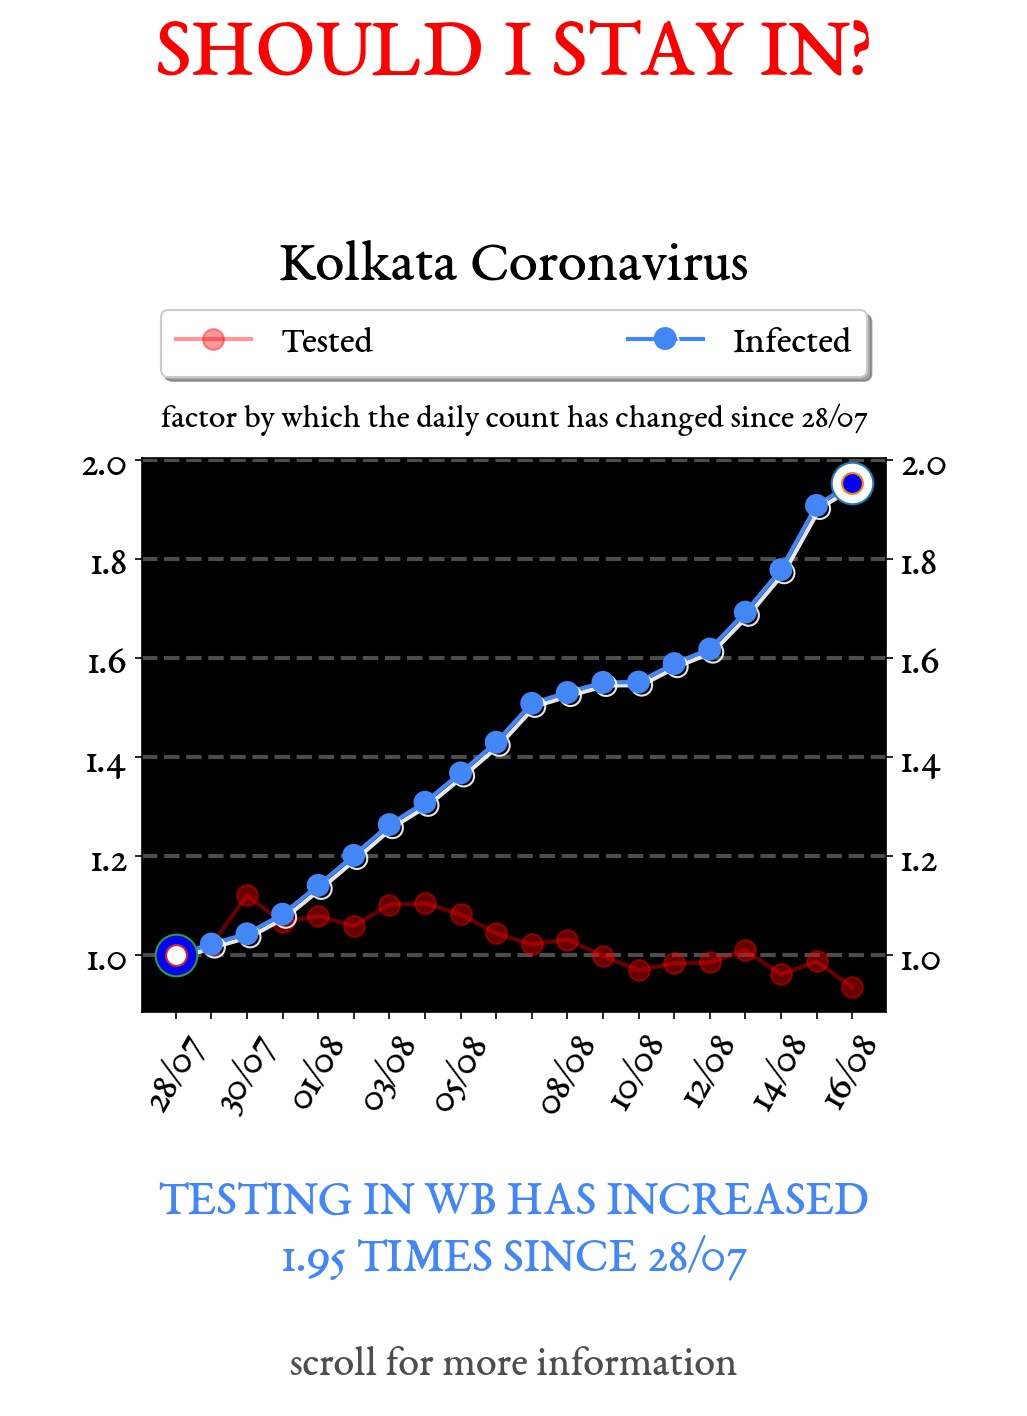 SHOULD I STAY IN?
Kolkata Coronavirus
Tested Infected
factor by which the daily count has changed since 28/07
2.0 2.0
1.8 1.8
1.6 1.6
1.4 1.4
1.2 1.2
1.0 1.0
28/07 30/07 01/08 03/08 05/08 08/08 10/08 12/08 14/08 16/08
TESTING IN WB HAS INCREASED
1.95 TIMES SINCE 28/07
scroll for more information